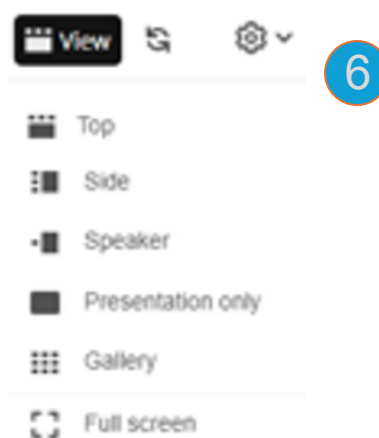 View
6
Top
Side
Speaker
Presentation only
Gallery
Full screen